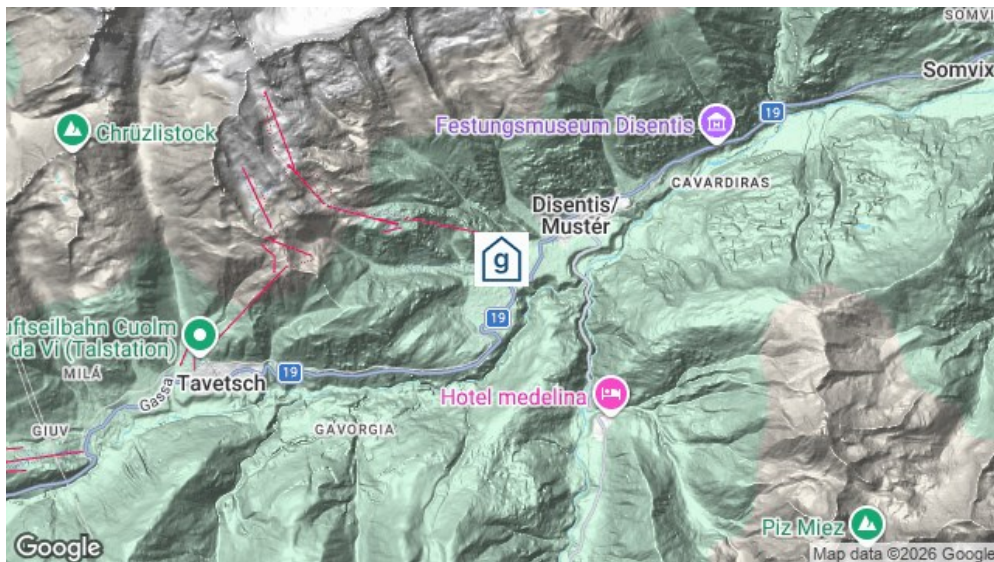 SOMVI
Somvix
19
Festungsmuseum Disentis
Chrüzlistock
CAVARDIRAS
Disentis/
Mustér
g
19
uftseilbahn Cuolm
da Vi (Talstation)
MILÁ
19
Tavetsch
Gassa
Hotel medelina
GIUV
GAVORGIA
Piz Miez
Google
Map data ©2026 Google